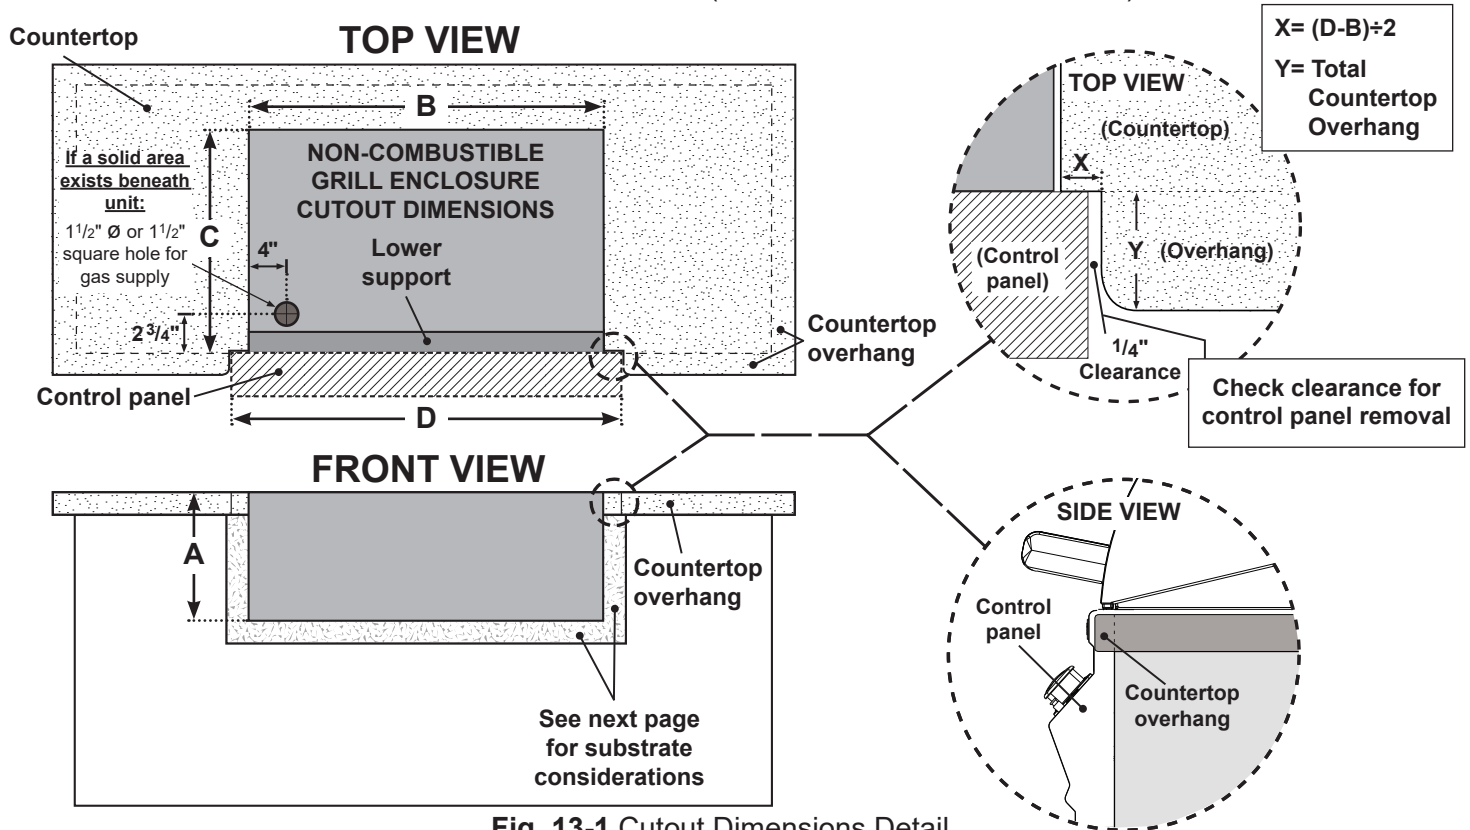 Countertop
TOP VIEW
B
NON-COMBUSTIBLE
GRILL ENCLOSURE
CUTOUT DIMENSIONS
If a solid area
exists beneath
unit:
1 1/2" Ø or 1 1/2"
square hole for
gas supply
C
4"
Lower
support
2 3/4"
Control panel
D
Countertop
overhang
X= (D-B)÷2
Y= Total
Countertop
Overhang
TOP VIEW
(Countertop)
X
(Control
panel)
Y
(Overhang)
1/4"
Clearance
Check clearance for
control panel removal
FRONT VIEW
A
Countertop
overhang
See next page
for substrate
considerations
SIDE VIEW
Control
panel
Countertop
overhang
Fig. 13-1 Cutout Dimensions Detail